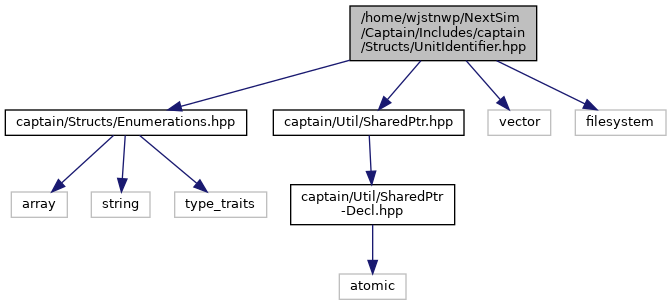 /home/wjstnwp/NextSim
/Captain/Includes/captain
/Structs/UnitIdentifier.hpp
captain/Structs/Enumerations.hpp
captain/Util/SharedPtr.hpp
vector
filesystem
array
string
type_traits
captain/Util/SharedPtr
-Decl.hpp
atomic